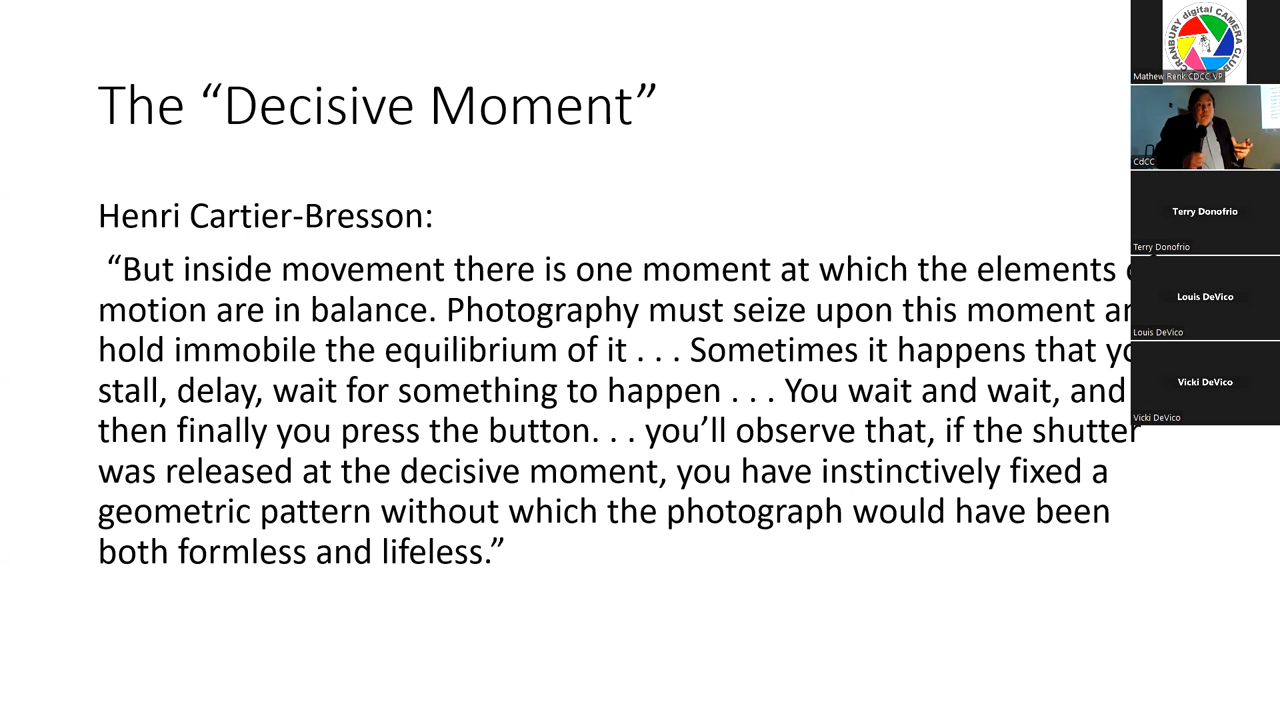 The “Decisive Moment”
Henri Cartier-Bresson:
“But inside movement there is one moment at which the elements
motion are in balance. Photography must seize upon this moment
hold immobile the equilibrium of it . . . Sometimes it happens that
stall, delay, wait for something to happen . . . You wait and wait, and
then finally you press the button. . . you’ll observe that, if the shutter
was released at the decisive moment, you have instinctively fixed a
geometric pattern without which the photograph would have been
both formless and lifeless.”
CRANBURY digital CAMERA CLUB
Mathew Renk CDCC VP
CdCC
Terry Donofrio
Terry Donofrio
Louis DeVico
Louis DeVico
Vicki DeVico
Vicki DeVico